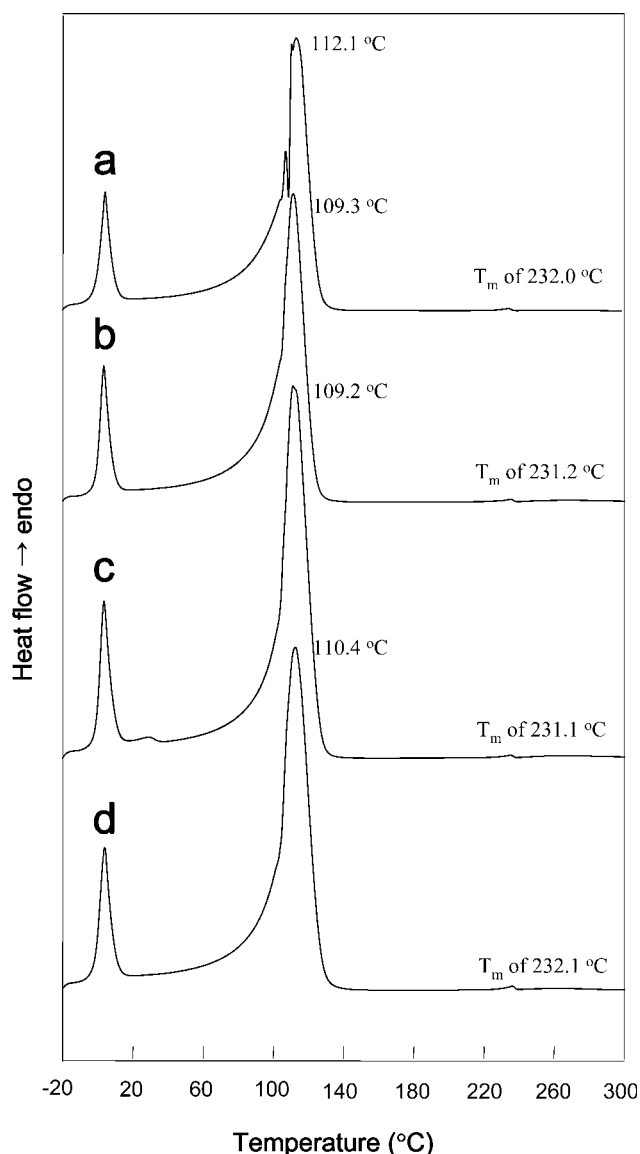 112.1 °C
a
109.3 °C
Tm of 232.0 °C
b
109.2 °C
Tm of 231.2 °C
c
110.4 °C
Tm of 231.1 °C
d
Tm of 232.1 °C
Heat flow → endo
-20 20 60 100 140 180 220 260 300
Temperature (°C)